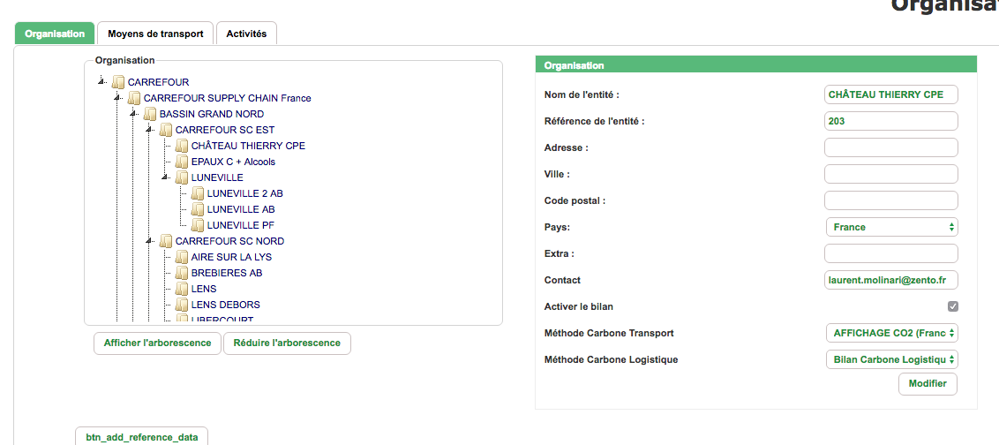 Organisat
Organisation
Moyens de transport
Activités
Organisation
CARREFOUR
CARREFOUR SUPPLY CHAIN France
BASSIN GRAND NORD
CARREFOUR SC EST
CHÂTEAU THIERRY CPE
EPAUX C + Alcools
LUNEVILLE
LUNEVILLE 2 AB
LUNEVILLE AB
LUNEVILLE PF
CARREFOUR SC NORD
AIRE SUR LA LYS
BREBIERES AB
LENS
LENS DEBORS
LIBERCOURT
Afficher l'arborescence
Réduire l'arborescence
btn_add_reference_data
Organisation
Nom de l'entité : CHÂTEAU THIERRY CPE
Référence de l'entité : 203
Adresse :
Ville :
Code postal :
Pays: France
Extra :
Contact laurent.molinari@zento.fr
Activer le bilan
Méthode Carbone Transport AFFICHAGE CO2 (Franc
Méthode Carbone Logistique Bilan Carbone Logistiqu
Modifier